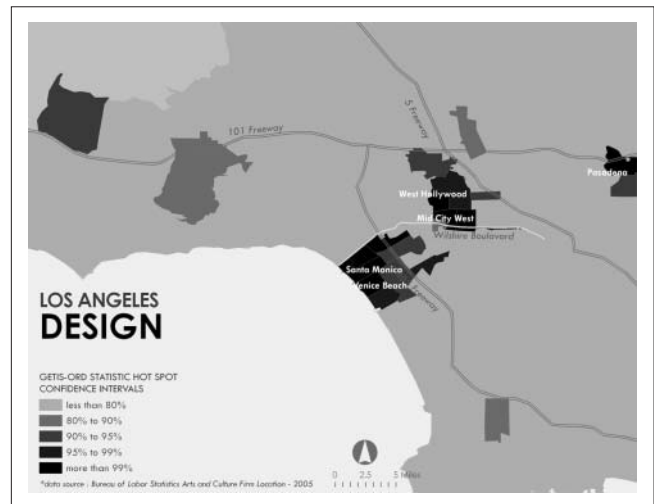 101 Freeway
5 Freeway
Pasadena
West Hollywood
Mid City West
Wilshire Boulevard
Santa Monica
Venice Beach
Freeway
LOS ANGELES
DESIGN
GETIS-ORD STATISTIC HOT SPOT
CONFIDENCE INTERVALS
less than 80%
80% to 90%
90% to 95%
95% to 99%
more than 99%
0 2.5 5 Miles
*data source : Bureau of Labor Statistics Arts and Culture Firm Location - 2005